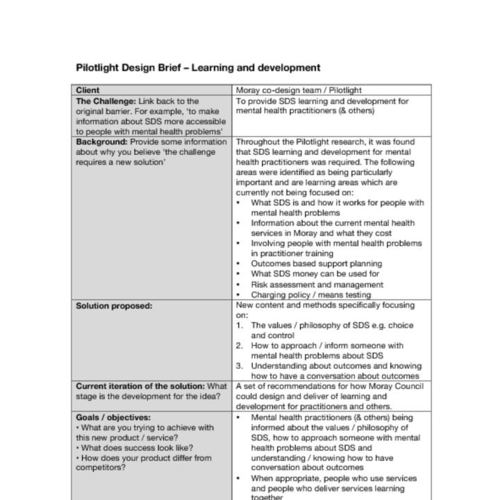 Pilotlight Design Brief – Learning and development
Client
Moray co-design team / Pilotlight
The Challenge: Link back to the
original barrier. For example, 'to make
information about SDS more accessible
to people with mental health problems'
To provide SDS learning and development for
mental health practitioners (& others)
Background: Provide some information
about why you believe 'the challenge
requires a new solution'
Throughout the Pilotlight research, it was found
that SDS learning and development for mental
health practitioners was required. The following
areas were identified as being particularly
important and are learning areas which are
currently not being focused on:
• What SDS is and how it works for people with
mental health problems
• Information about the current mental health
services in Moray and what they cost
• Involving people with mental health problems
in practitioner training
• Outcomes based support planning
• What SDS money can be used for
• Risk assessment and management
• Charging policy / means testing
Solution proposed:
New content and methods specifically focusing
on:
1. The values / philosophy of SDS e.g. choice
and control
2. How to approach / inform someone with
mental health problems about SDS
3. Understanding about outcomes and knowing
how to have a conversation about outcomes
Current iteration of the solution: What
stage is the development for the idea?
A set of recommendations for how Moray Council
could design and deliver of learning and
development for practitioners and others.
Goals / objectives:
• What are you trying to achieve with
this new product / service?
• What does success look like?
• How does your product differ from
competitors?
• Mental health practitioners (& others) being
informed about the values / philosophy of
SDS, how to approach someone with mental
health problems about SDS and
understanding / knowing how to have
conversation about outcomes
• When appropriate, people who use services
and people who deliver services learning
together